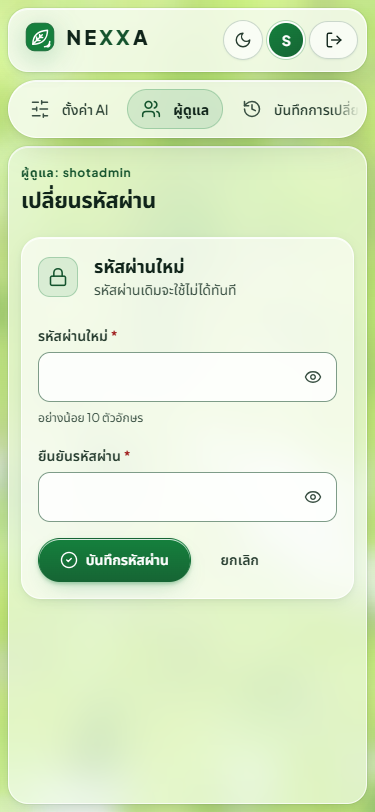 NEXXA
S
ตั้งค่า AI
ผู้ดูแล
บันทึกการเปลี่ย
ผู้ดูแล: shotadmin
เปลี่ยนรหัสผ่าน
รหัสผ่านใหม่
รหัสผ่านเดิมจะใช้ไม่ได้ทันที
รหัสผ่านใหม่ *
อย่างน้อย 10 ตัวอักษร
ยืนยันรหัสผ่าน *
บันทึกรหัสผ่าน
ยกเลิก